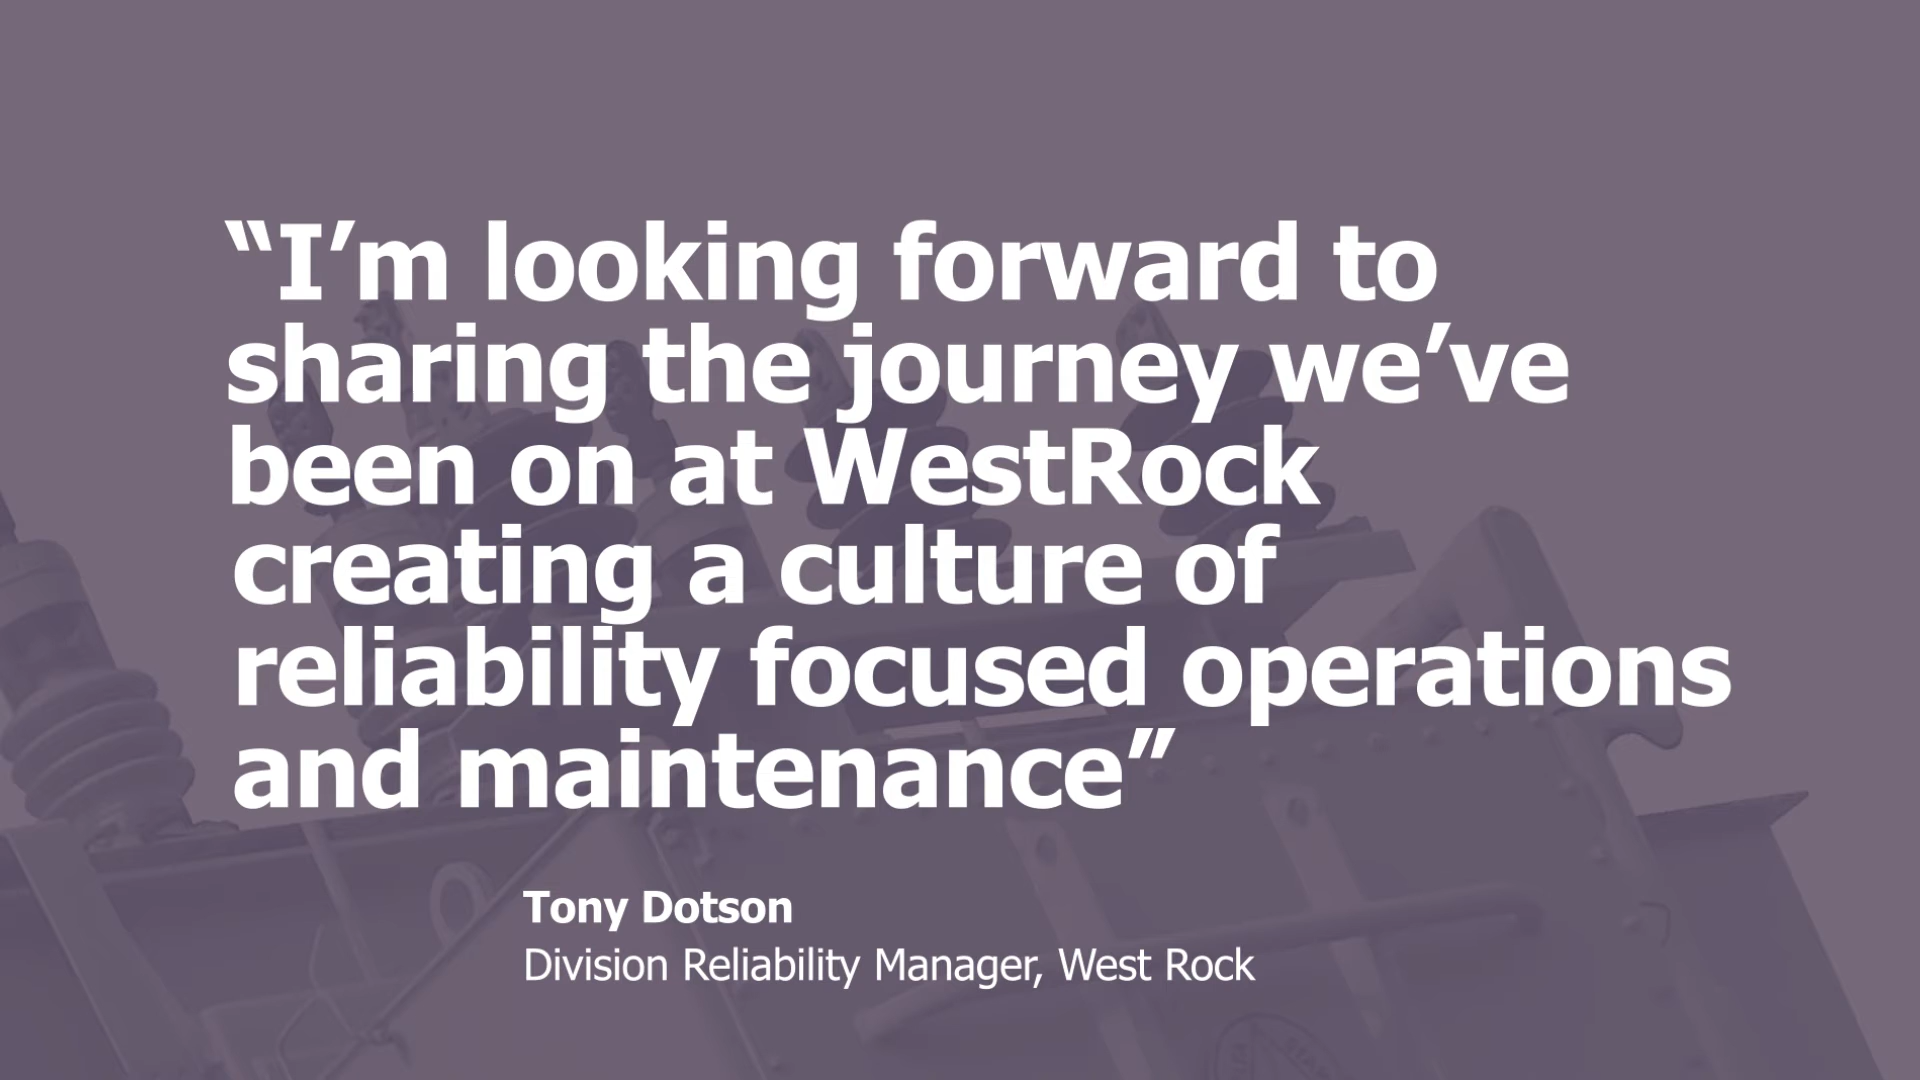 “I’m looking forward to
sharing the journey we’ve
been on at WestRock
creating a culture of
reliability focused operations
and maintenance”
Tony Dotson
Division Reliability Manager, West Rock